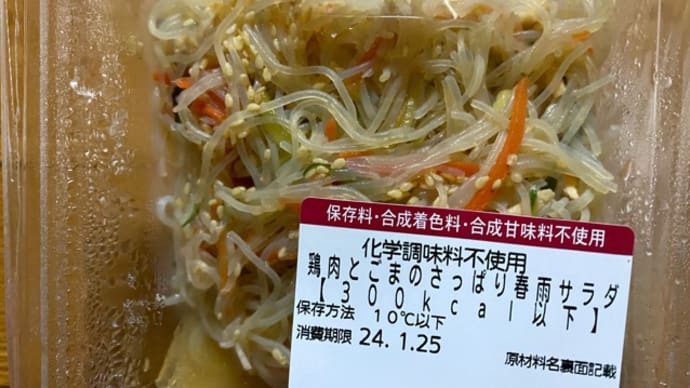 保存料・合成着色料・合成甘味料不使用
化学調味料不使用
鶏肉とごまのさっぱり春雨サラダ
【300kcal以下】
保存方法 10℃以下
消費期限 24.1.25
原材料名裏面記載